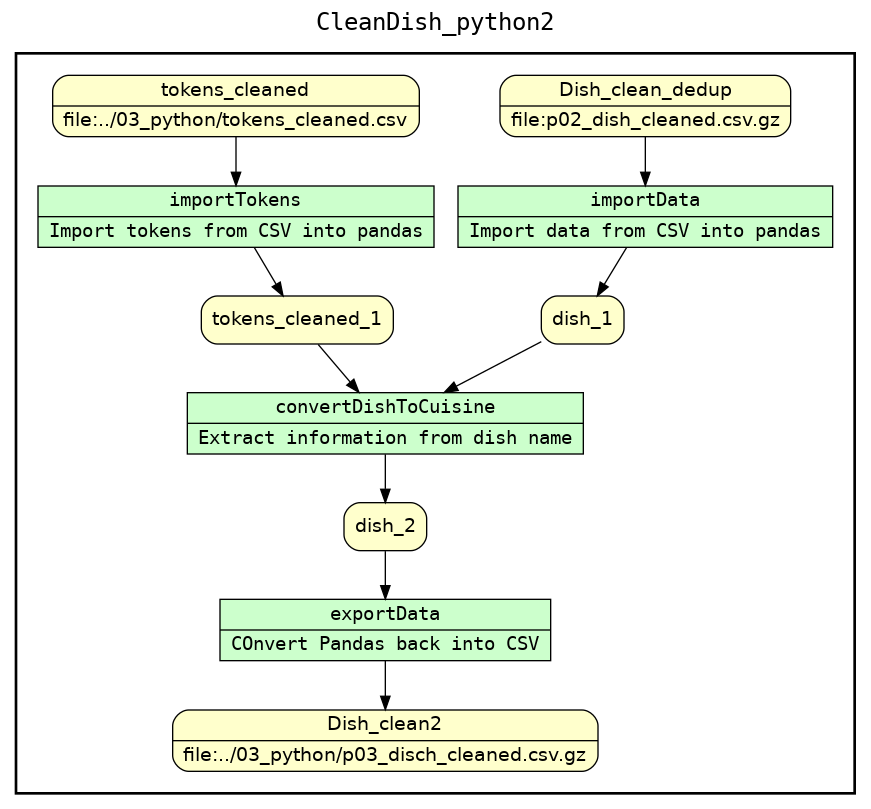 CleanDish_python2
tokens_cleaned
file:../03_python/tokens_cleaned.csv
Dish_clean_dedup
file:p02_dish_cleaned.csv.gz
importTokens
Import tokens from CSV into pandas
importData
Import data from CSV into pandas
tokens_cleaned_1
dish_1
convertDishToCuisine
Extract information from dish name
dish_2
exportData
COnvert Pandas back into CSV
Dish_clean2
file:../03_python/p03_disch_cleaned.csv.gz